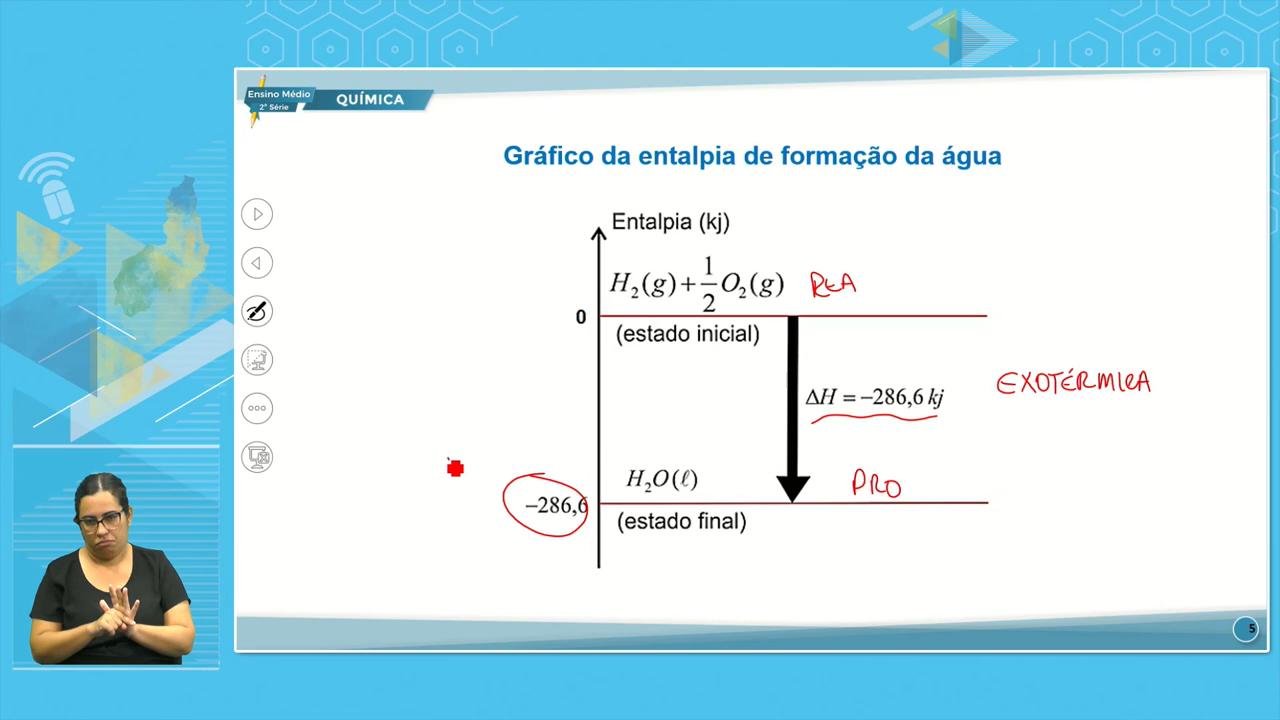 Ensino Médio
2ª Série
QUÍMICA
Gráfico da entalpia de formação da água
Entalpia (kj)
H₂(g)+1/2O₂(g) REA
0
(estado inicial)
ΔH = −286,6 kj EXOTÉRMICA
H₂O(ℓ) PRO
−286,6
(estado final)
5